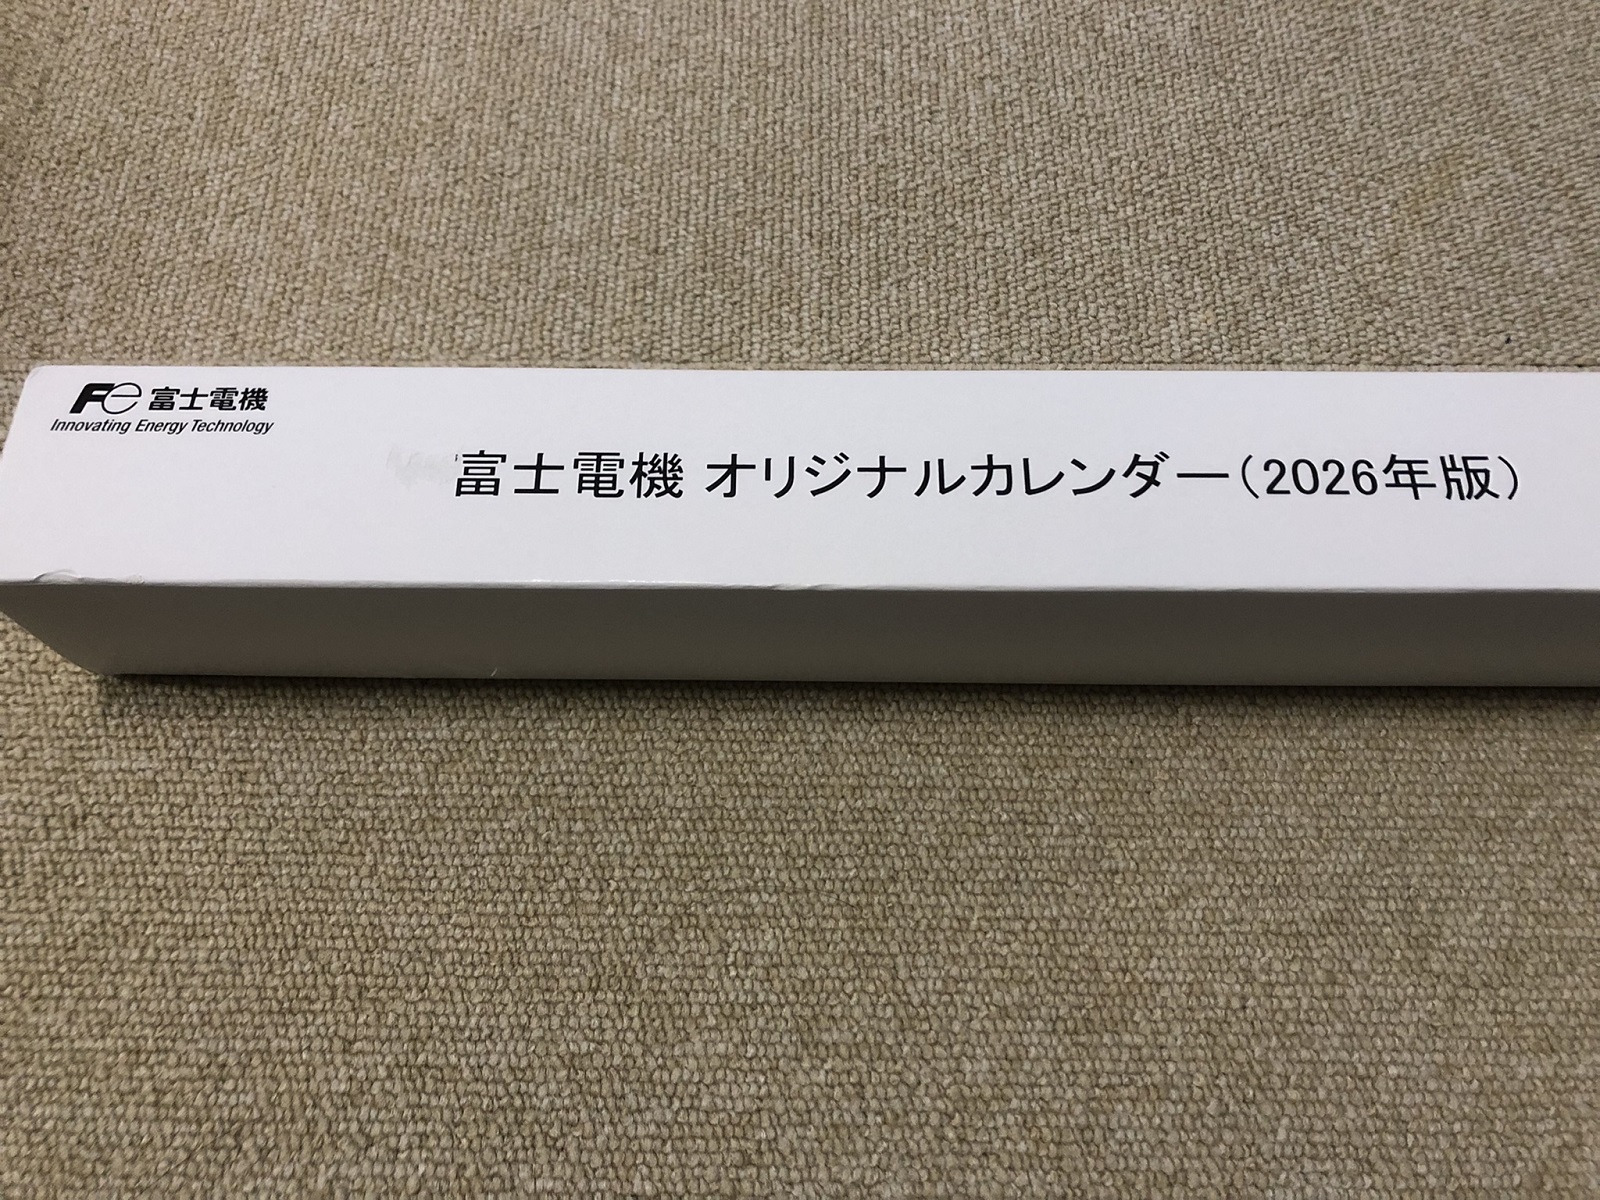 Fe 富士電機
Innovating Energy Technology
富士電機 オリジナルカレンダー（2026年版）